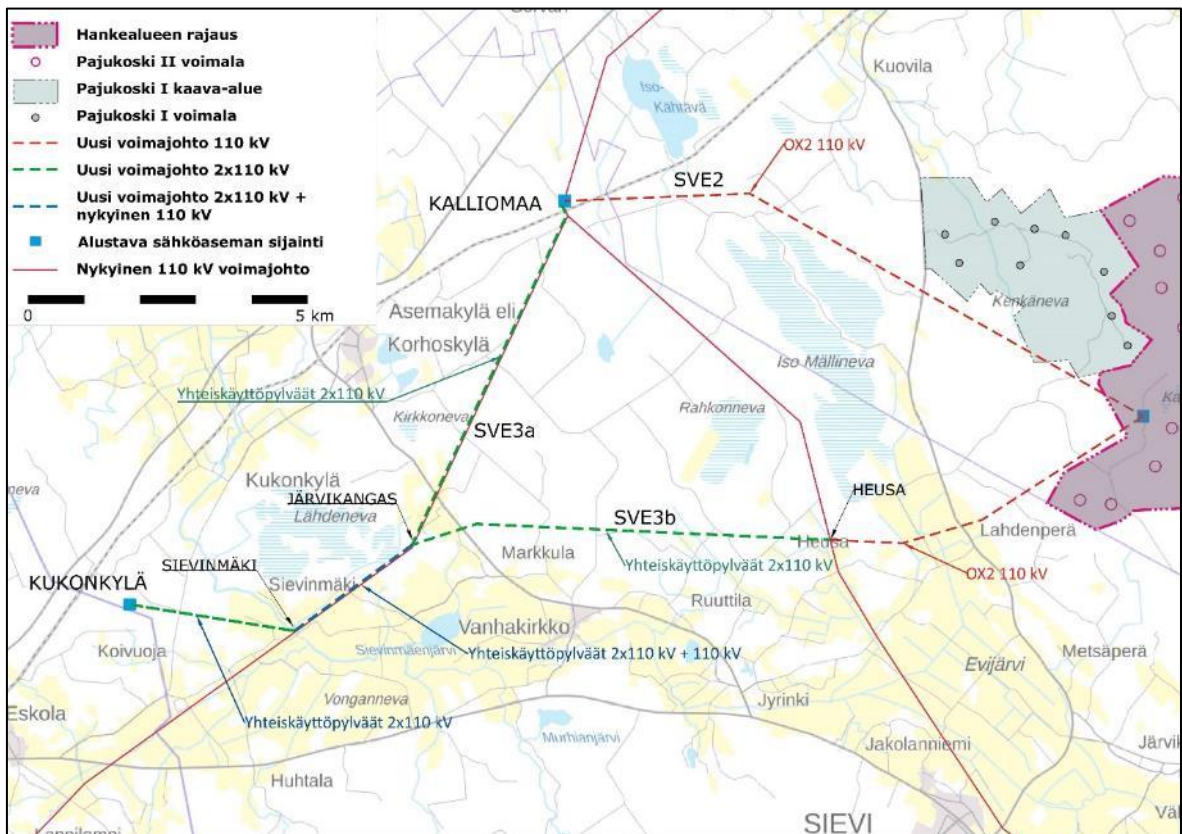 Hankealueen rajaus
Pajukoski II voimala
Pajukoski I kaava-alue
Pajukoski I voimala
Uusi voimajohto 110 kV
Uusi voimajohto 2x110 kV
Uusi voimajohto 2x110 kV +
nykyinen 110 kV
Alustava sähköaseman sijainti
Nykyinen 110 kV voimajohto
0
5 km
Kuovila
Iso-
Kähtävä
OX2 110 kV
SVE2
KALLIOMAA
Kenkäneva
Asemakylä eli
Korhoskylä
Iso Mällineva
Yhteiskäyttöpylväät 2x110 kV
Kirkkoneva
Rahkonneva
SVE3a
Kukonkylä
JÄRVIKANGAS
HEUSA
Lähdeneva
SVE3b
Lahdenperä
Markkula
Heusa
SIEVINMÄKI
Yhteiskäyttöpylväät 2x110 kV
OX2 110 kV
KUKONKYLÄ
Sievinmäki
Ruuttila
Vanhakirkko
Koivuoja
Sievinmäenjärvi
Yhteiskäyttöpylväät 2x110 kV + 110 kV
Metsäperä
Evijärvi
Vonganneva
Jyrinki
Eskola
Yhteiskäyttöpylväät 2x110 kV
Murhianjärvi
Jakolanniemi
Järvik
Huhtala
SIEVI